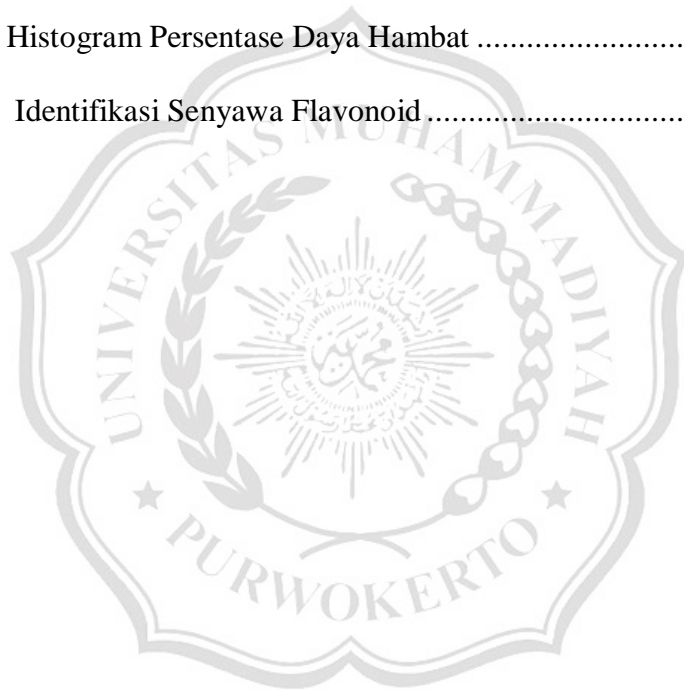 Histogram Persentase Daya Hambat .........................
Identifikasi Senyawa Flavonoid ...............................
UNIVERSITAS MUHAMMADIYAH
PURWOKERTO